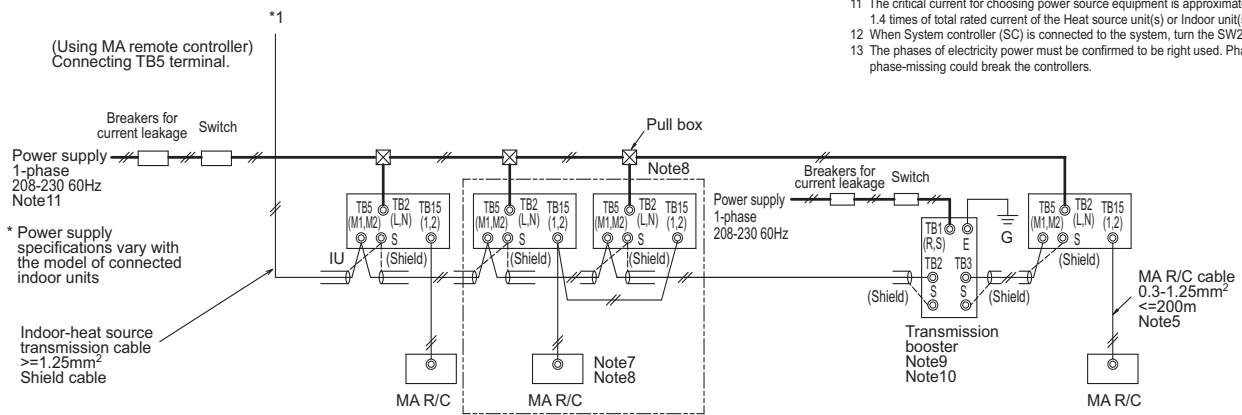 *1
11 The critical current for choosing power source equipment is approximate
1.4 times of total rated current of the Heat source unit(s) or Indoor unit(s
12 When System controller (SC) is connected to the system, turn the SW2
13 The phases of electricity power must be confirmed to be right used. Pha
phase-missing could break the controllers.
(Using MA remote controller)
Connecting TB5 terminal.
Breakers for
current leakage
Switch
Pull box
Power supply
1-phase
208-230 60Hz
Note11
Note8
* Power supply
specifications vary with
the model of connected
indoor units
TB5
(M1,M2)
TB2
(L,N)
TB15
(1,2)
S
(Shield)
IU
TB5
(M1,M2)
TB2
(L,N)
TB15
(1,2)
S
(Shield)
TB5
(M1,M2)
TB2
(L,N)
TB15
(1,2)
S
(Shield)
Power supply
1-phase
208-230 60Hz
Breakers for
current leakage
Switch
TB1
(R,S)
E
G
TB2
TB3
S
S
(Shield)
(Shield)
TB5
(M1,M2)
TB2
(L,N)
TB15
(1,2)
S
(Shield)
Indoor-heat source
transmission cable
>=1.25mm²
Shield cable
MA R/C
MA R/C
Note7
Note8
Transmission
booster
Note9
Note10
MA R/C cable
0.3-1.25mm²
<=200m
Note5
MA R/C